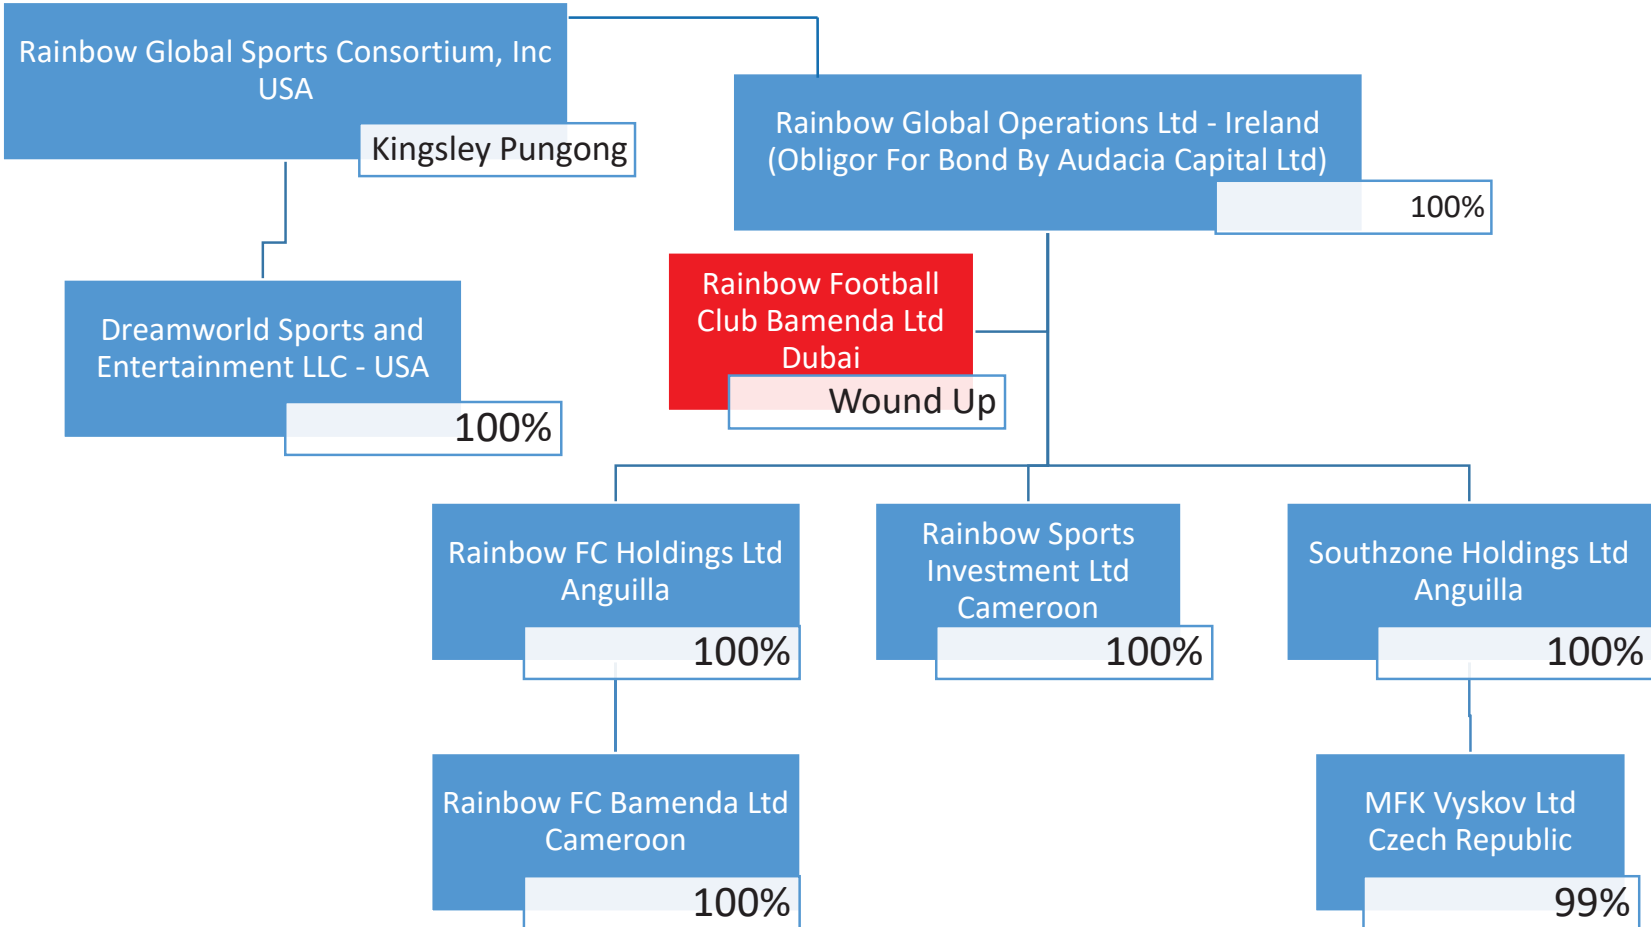 Rainbow Global Sports Consortium, Inc
USA
Kingsley Pungong
Rainbow Global Operations Ltd - Ireland
(Obligor For Bond By Audacia Capital Ltd)
100%
Dreamworld Sports and
Entertainment LLC - USA
100%
Rainbow Football
Club Bamenda Ltd
Dubai
Wound Up
Rainbow FC Holdings Ltd
Anguilla
100%
Rainbow Sports
Investment Ltd
Cameroon
100%
Southzone Holdings Ltd
Anguilla
100%
Rainbow FC Bamenda Ltd
Cameroon
100%
MFK Vyskov Ltd
Czech Republic
99%